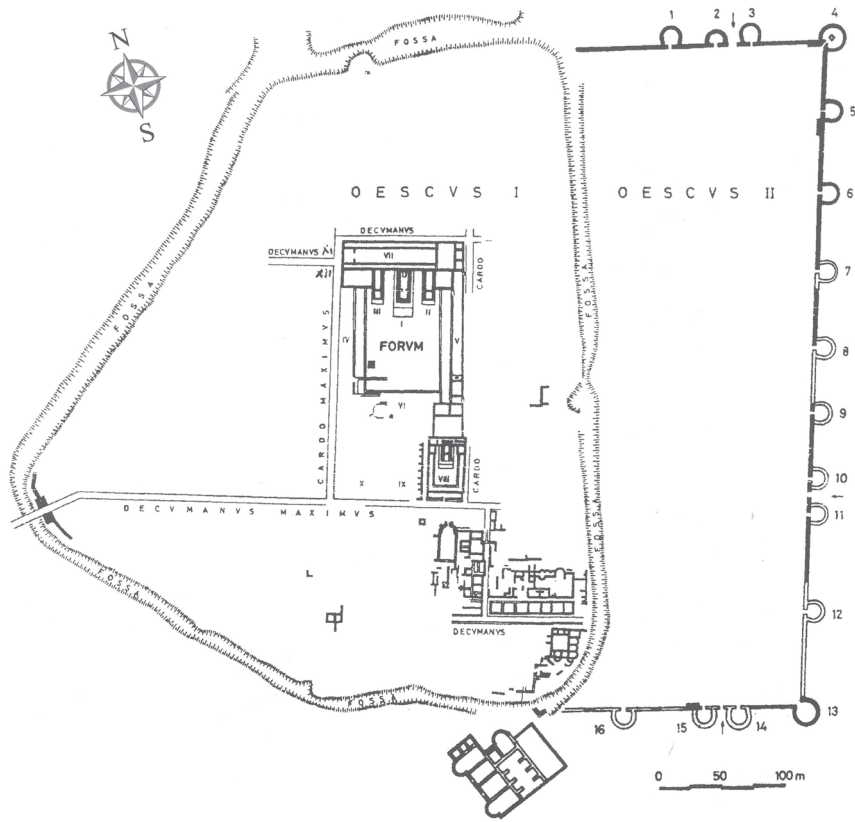 1 2 3 4
N
S
FOSSA
5
OESCVS I OESCVS II
6
DECVMANVS
DECVMANVS
VII
CARDO
7
FOSSA
FOSSA
III II
I
IV FORVM V
8
CARDO MAXIMVS
VI
9
VIII
CARDO
X IX
10
11
DECVMANVS MAXIMVS
FOSSA
FOSSA
12
DECVMANVS
FOSSA
16 15 14 13
0 50 100 m